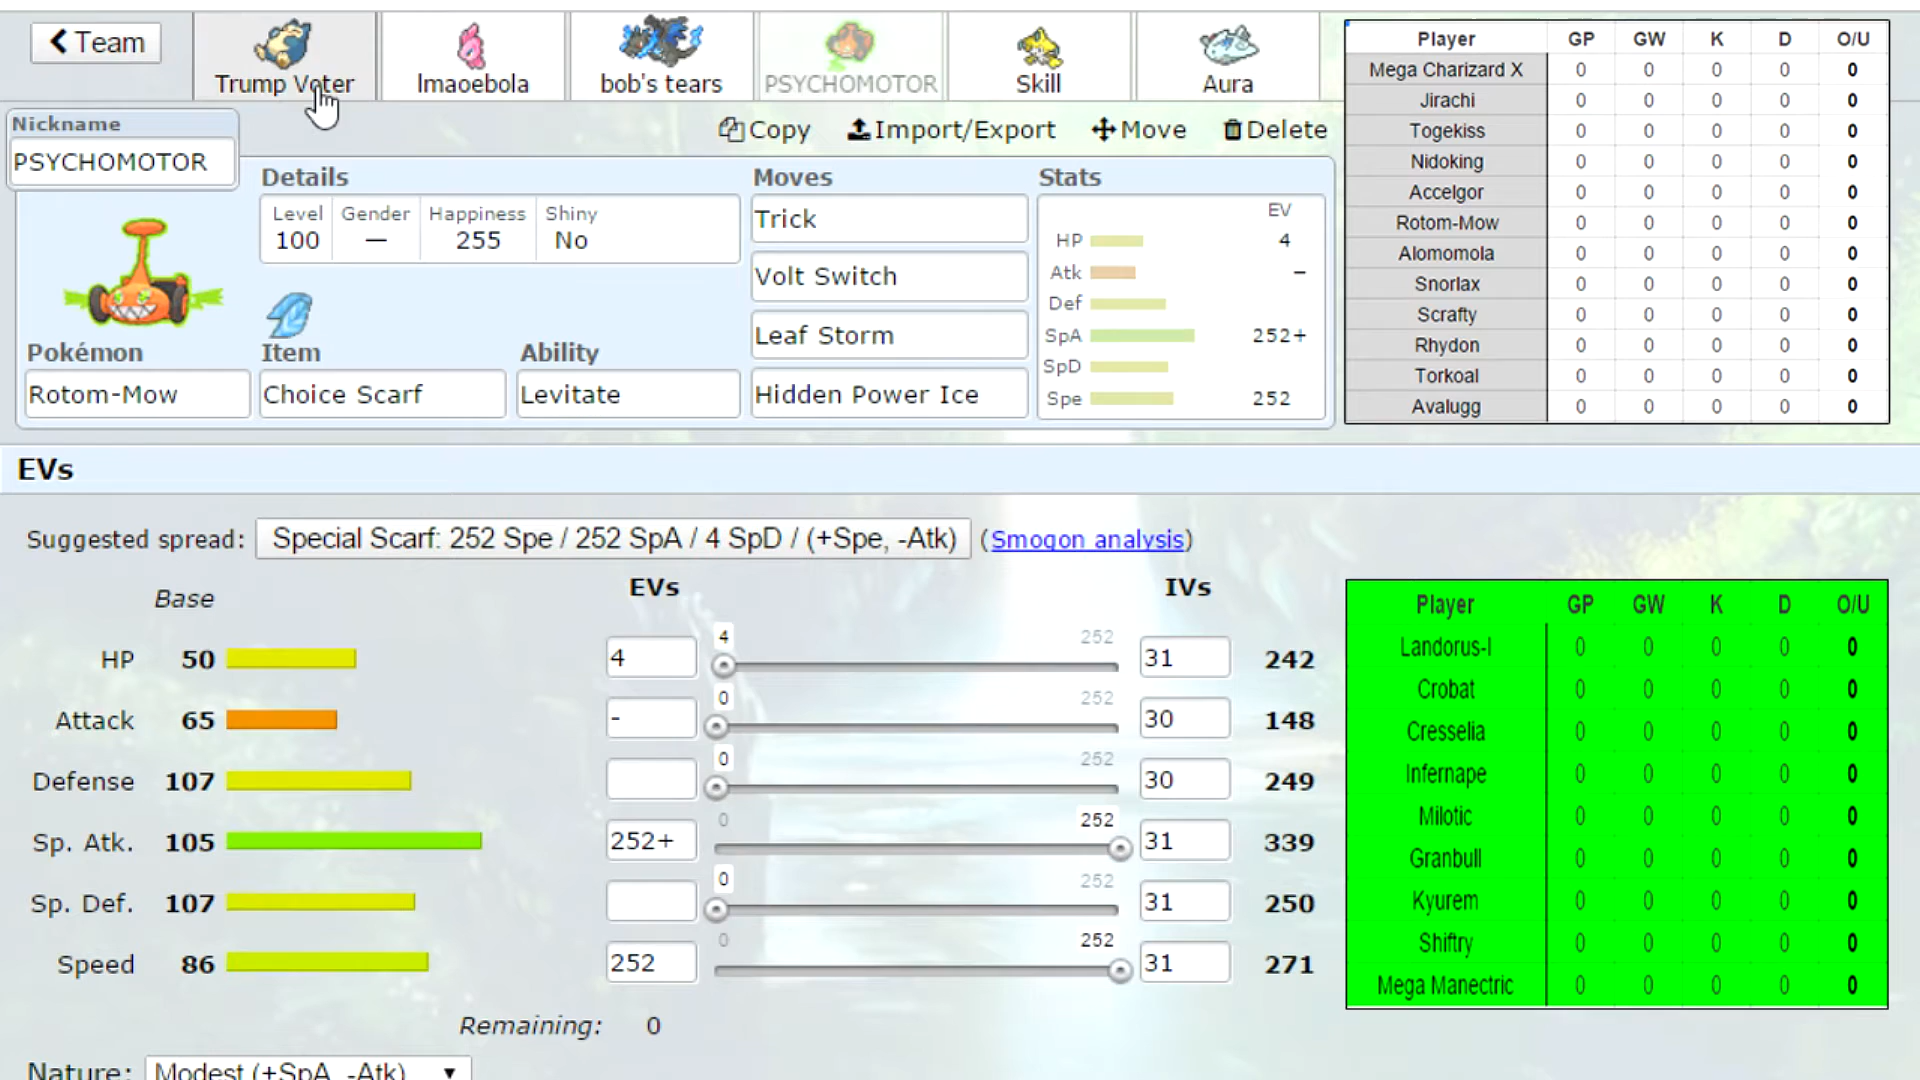 Team
Trump Voter
lmaoebola
bob's tears
PSYCHOMOTOR
Skill
Aura
Nickname
PSYCHOMOTOR
Copy
Import/Export
Move
Delete
Details
Level Gender Happiness Shiny
100 — 255 No
Pokémon
Rotom-Mow
Item
Choice Scarf
Ability
Levitate
Moves
Trick
Volt Switch
Leaf Storm
Hidden Power Ice
Stats
EV
HP 4
Atk –
Def
SpA 252+
SpD
Spe 252
Player GP GW K D O/U
Mega Charizard X 0 0 0 0 0
Jirachi 0 0 0 0 0
Togekiss 0 0 0 0 0
Nidoking 0 0 0 0 0
Accelgor 0 0 0 0 0
Rotom-Mow 0 0 0 0 0
Alomomola 0 0 0 0 0
Snorlax 0 0 0 0 0
Scrafty 0 0 0 0 0
Rhydon 0 0 0 0 0
Torkoal 0 0 0 0 0
Avalugg 0 0 0 0 0
EVs
Suggested spread: Special Scarf: 252 Spe / 252 SpA / 4 SpD / (+Spe, -Atk) (Smogon analysis)
Base EVs IVs
HP 50 4 4 252 31 242
Attack 65 - 0 252 30 148
Defense 107 0 252 30 249
Sp. Atk. 105 252+ 0 252 31 339
Sp. Def. 107 0 252 31 250
Speed 86 252 0 252 31 271
Remaining: 0
Nature: Modest (+SpA, -Atk)
Player GP GW K D O/U
Landorus-I 0 0 0 0 0
Crobat 0 0 0 0 0
Cresselia 0 0 0 0 0
Infernape 0 0 0 0 0
Milotic 0 0 0 0 0
Granbull 0 0 0 0 0
Kyurem 0 0 0 0 0
Shiftry 0 0 0 0 0
Mega Manectric 0 0 0 0 0